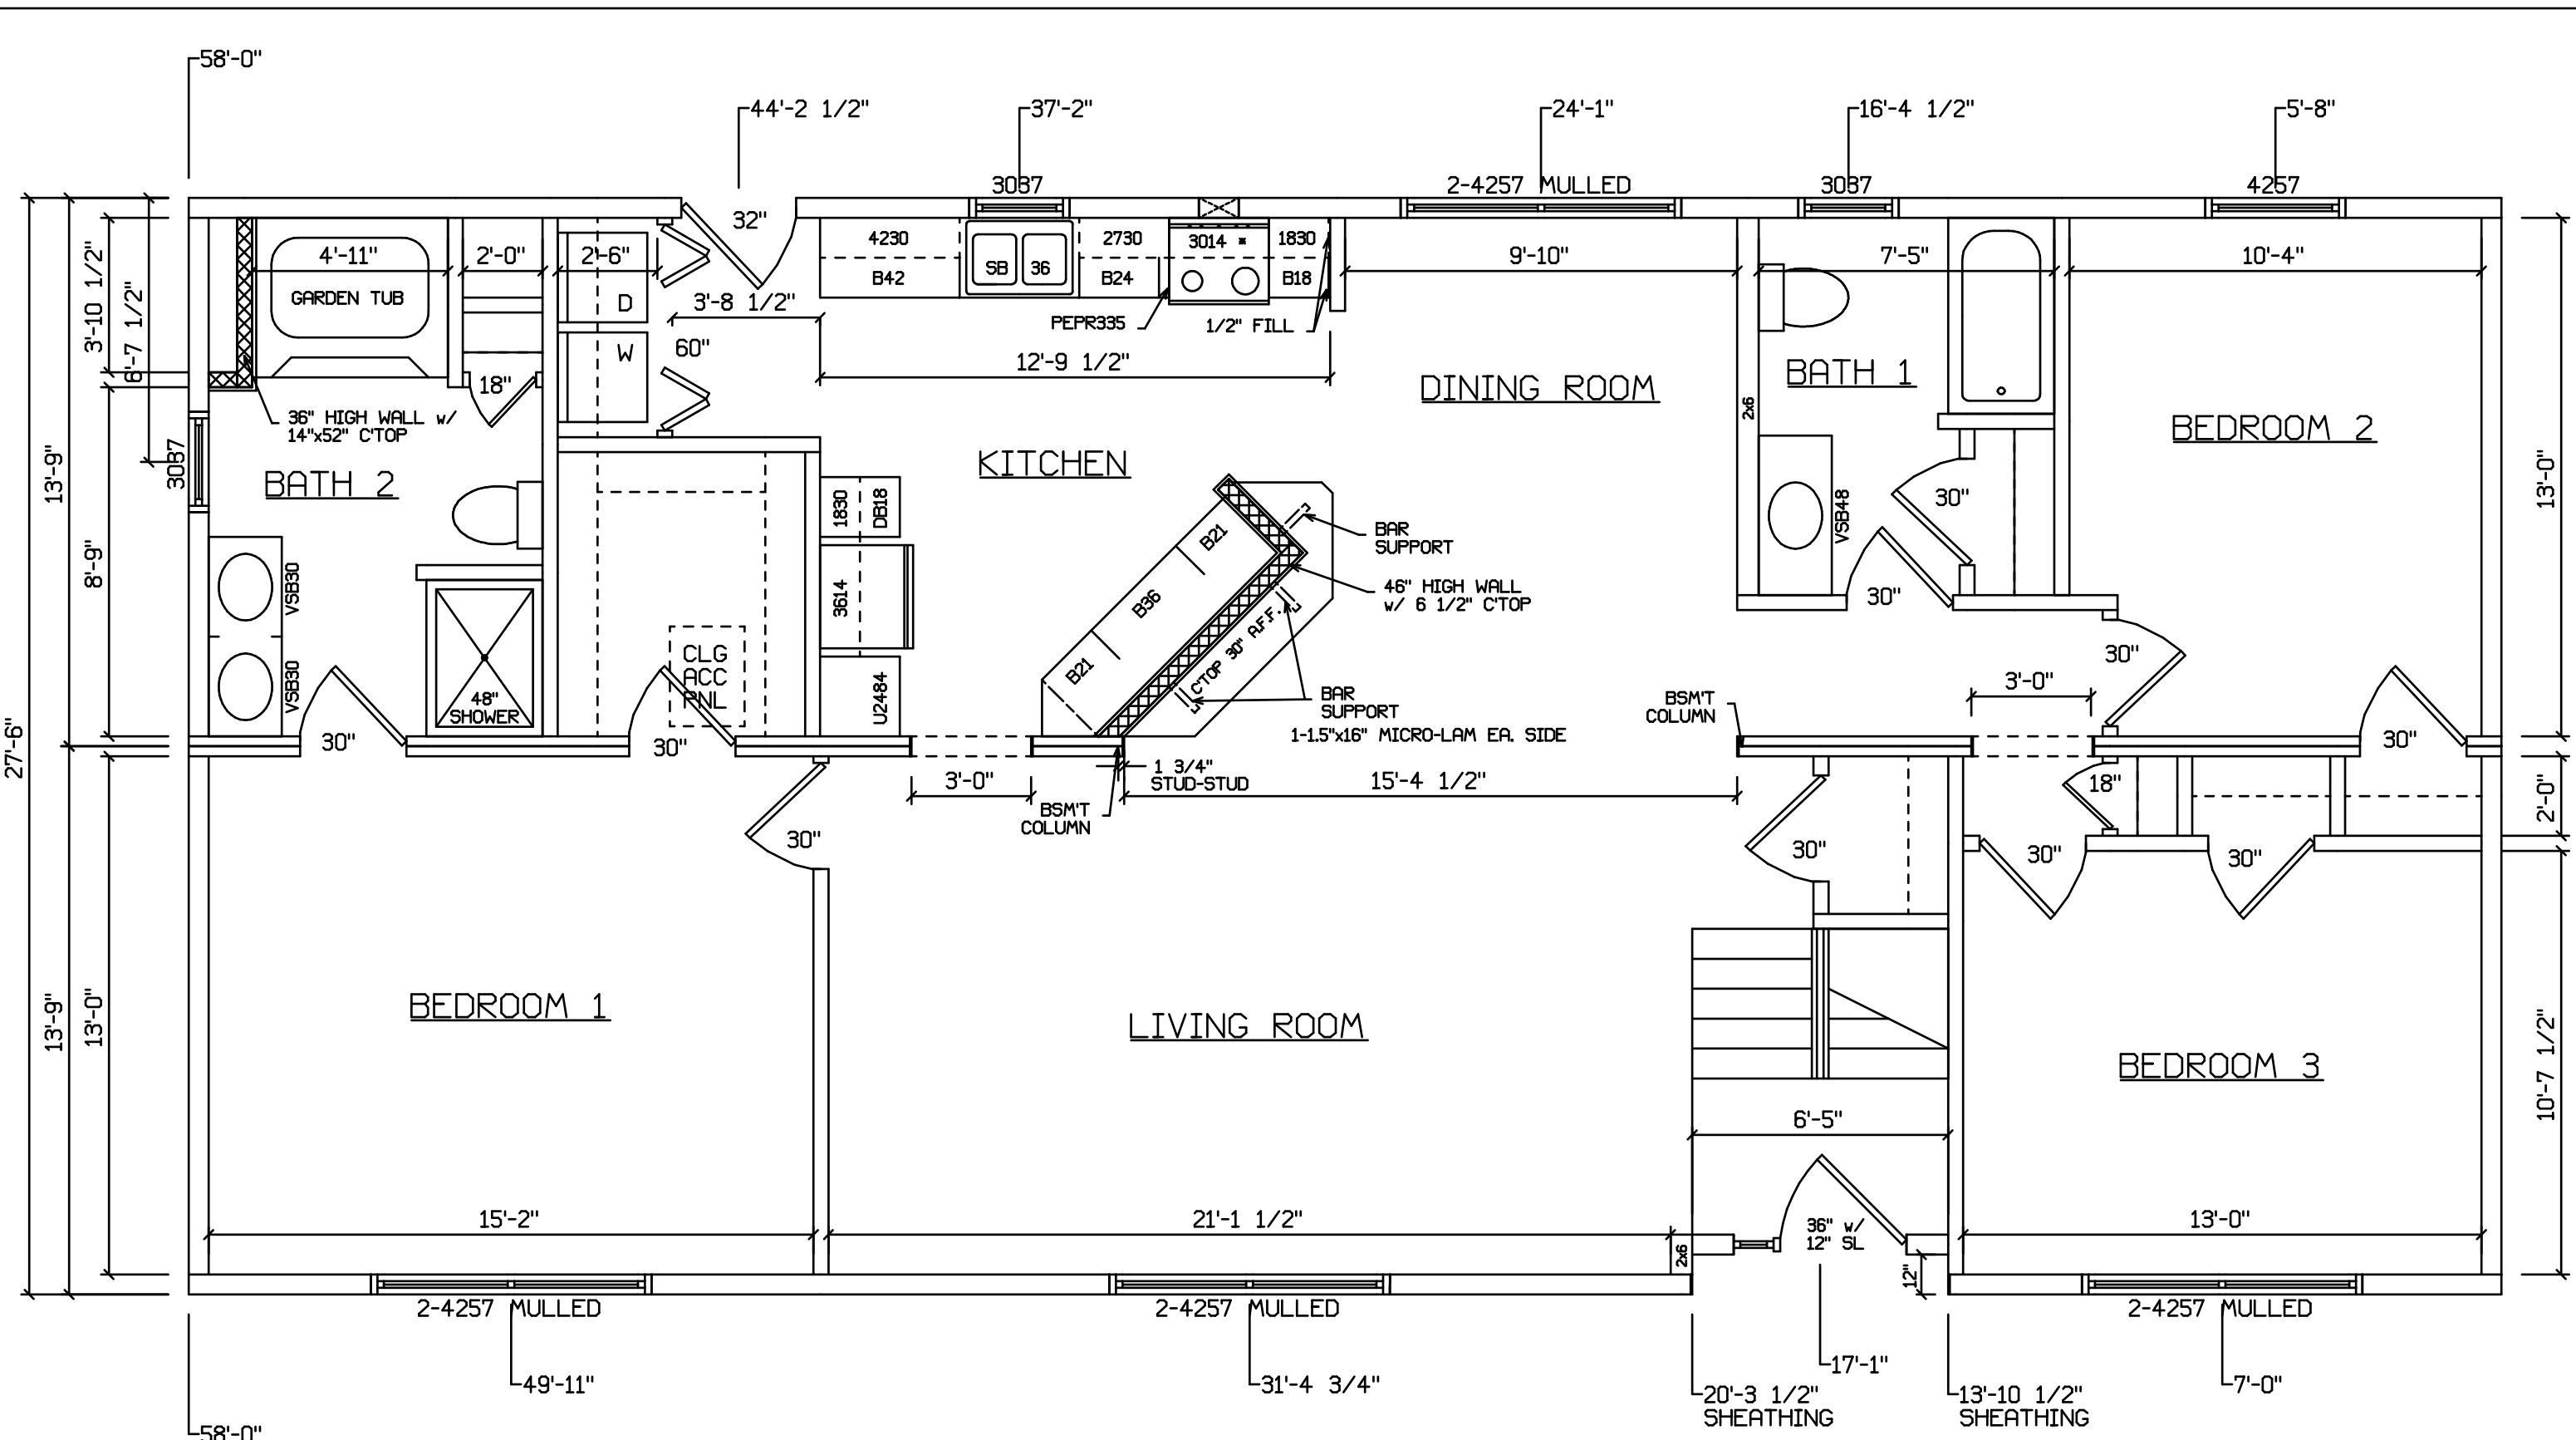 58'-0"
44'-2 1/2"
37'-2"
24'-1"
16'-4 1/2"
5'-8"
3037
2-4257 MULLED
3037
4257
32"
4230
2730
3014 *
1830
B42
SB 36
B24
B18
4'-11"
2'-0"
2'-6"
9'-10"
7'-5"
10'-4"
GARDEN TUB
D
3'-8 1/2"
PEPR335
1/2" FILL
W
60"
12'-9 1/2"
18"
3'-10 1/2"
6'-7 1/2"
36" HIGH WALL w/
14"x52" C'TOP
DINING ROOM
BATH 1
2x6
BEDROOM 2
13'-9"
3037
BATH 2
KITCHEN
1830
DB18
B21
BAR
SUPPORT
30"
VSB48
13'-0"
8'-9"
VSB30
3614
B36
46" HIGH WALL
w/ 6 1/2" C'TOP
30"
CLG
ACC
PNL
C'TOP 30" A.F.F.
B21
30"
VSB30
48"
SHOWER
U2484
BAR
SUPPORT
BSM'T
COLUMN
3'-0"
27'-6"
30"
30"
1-1.5"x16" MICRO-LAM EA. SIDE
30"
3'-0"
1 3/4"
STUD-STUD
15'-4 1/2"
18"
2'-0"
BSM'T
COLUMN
30"
30"
30"
30"
13'-9"
13'-0"
BEDROOM 1
LIVING ROOM
BEDROOM 3
10'-7 1/2"
6'-5"
15'-2"
21'-1 1/2"
2x6
36" w/
12" SL
12"
13'-0"
2-4257 MULLED
2-4257 MULLED
2-4257 MULLED
49'-11"
31'-4 3/4"
17'-1"
7'-0"
20'-3 1/2"
SHEATHING
13'-10 1/2"
SHEATHING
58'-0"